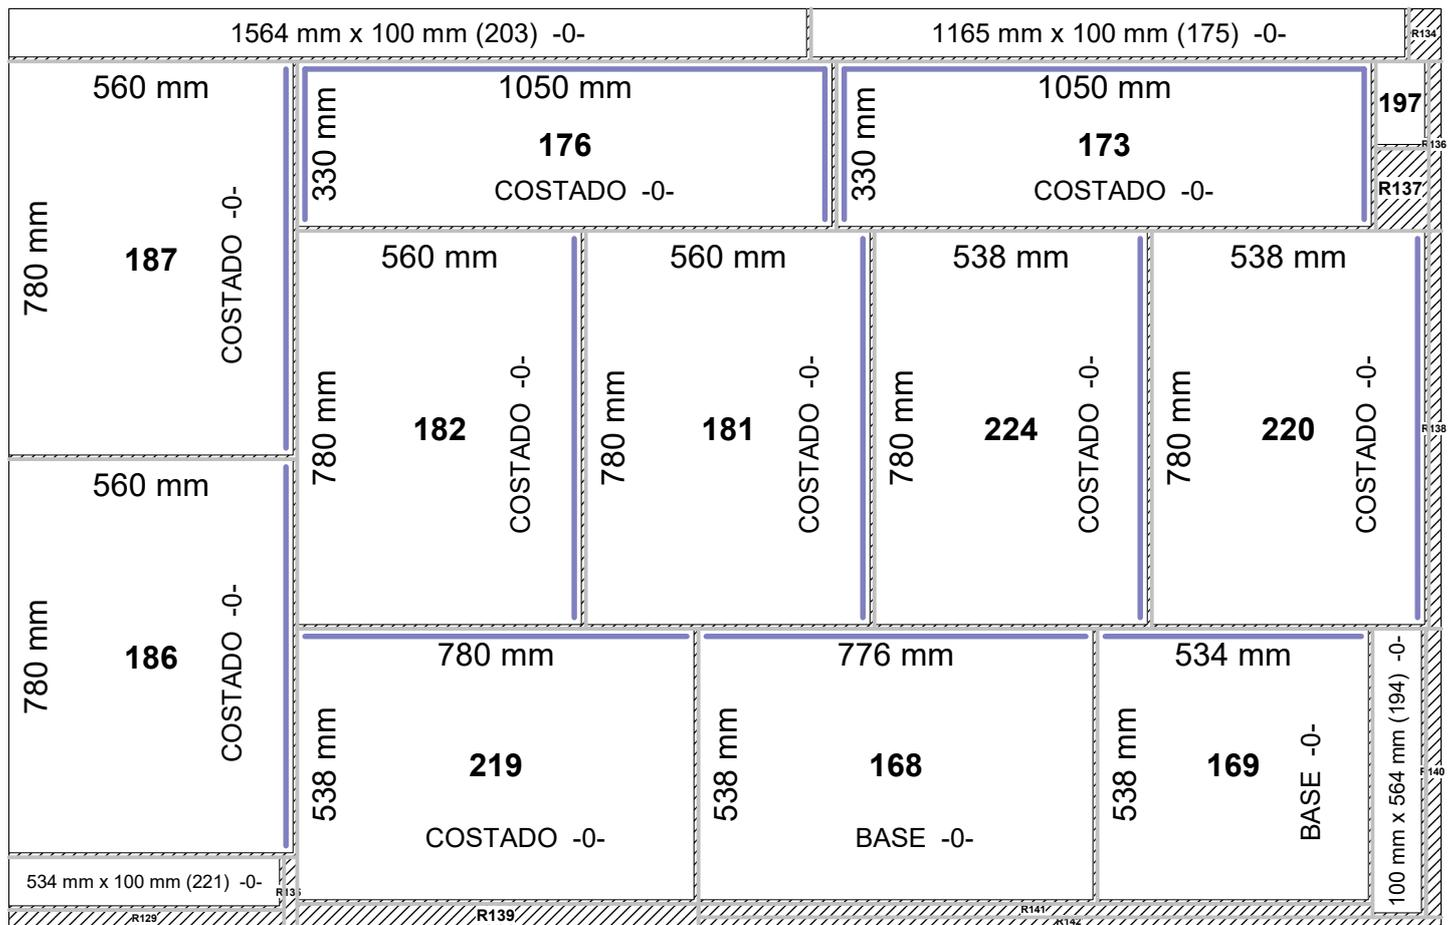 1564 mm x 100 mm (203) -0-
1165 mm x 100 mm (175) -0-
R134
560 mm
780 mm
187
COSTADO -0-
1050 mm
330 mm
176
COSTADO -0-
1050 mm
330 mm
173
COSTADO -0-
197
R136
R137
560 mm
780 mm
182
COSTADO -0-
560 mm
780 mm
181
COSTADO -0-
538 mm
780 mm
224
COSTADO -0-
538 mm
780 mm
220
COSTADO -0-
R138
560 mm
780 mm
186
COSTADO -0-
780 mm
538 mm
219
COSTADO -0-
776 mm
538 mm
168
BASE -0-
534 mm
538 mm
169
BASE -0-
100 mm x 564 mm (194) -0-
R140
534 mm x 100 mm (221) -0-
R129
R139
R141
R142